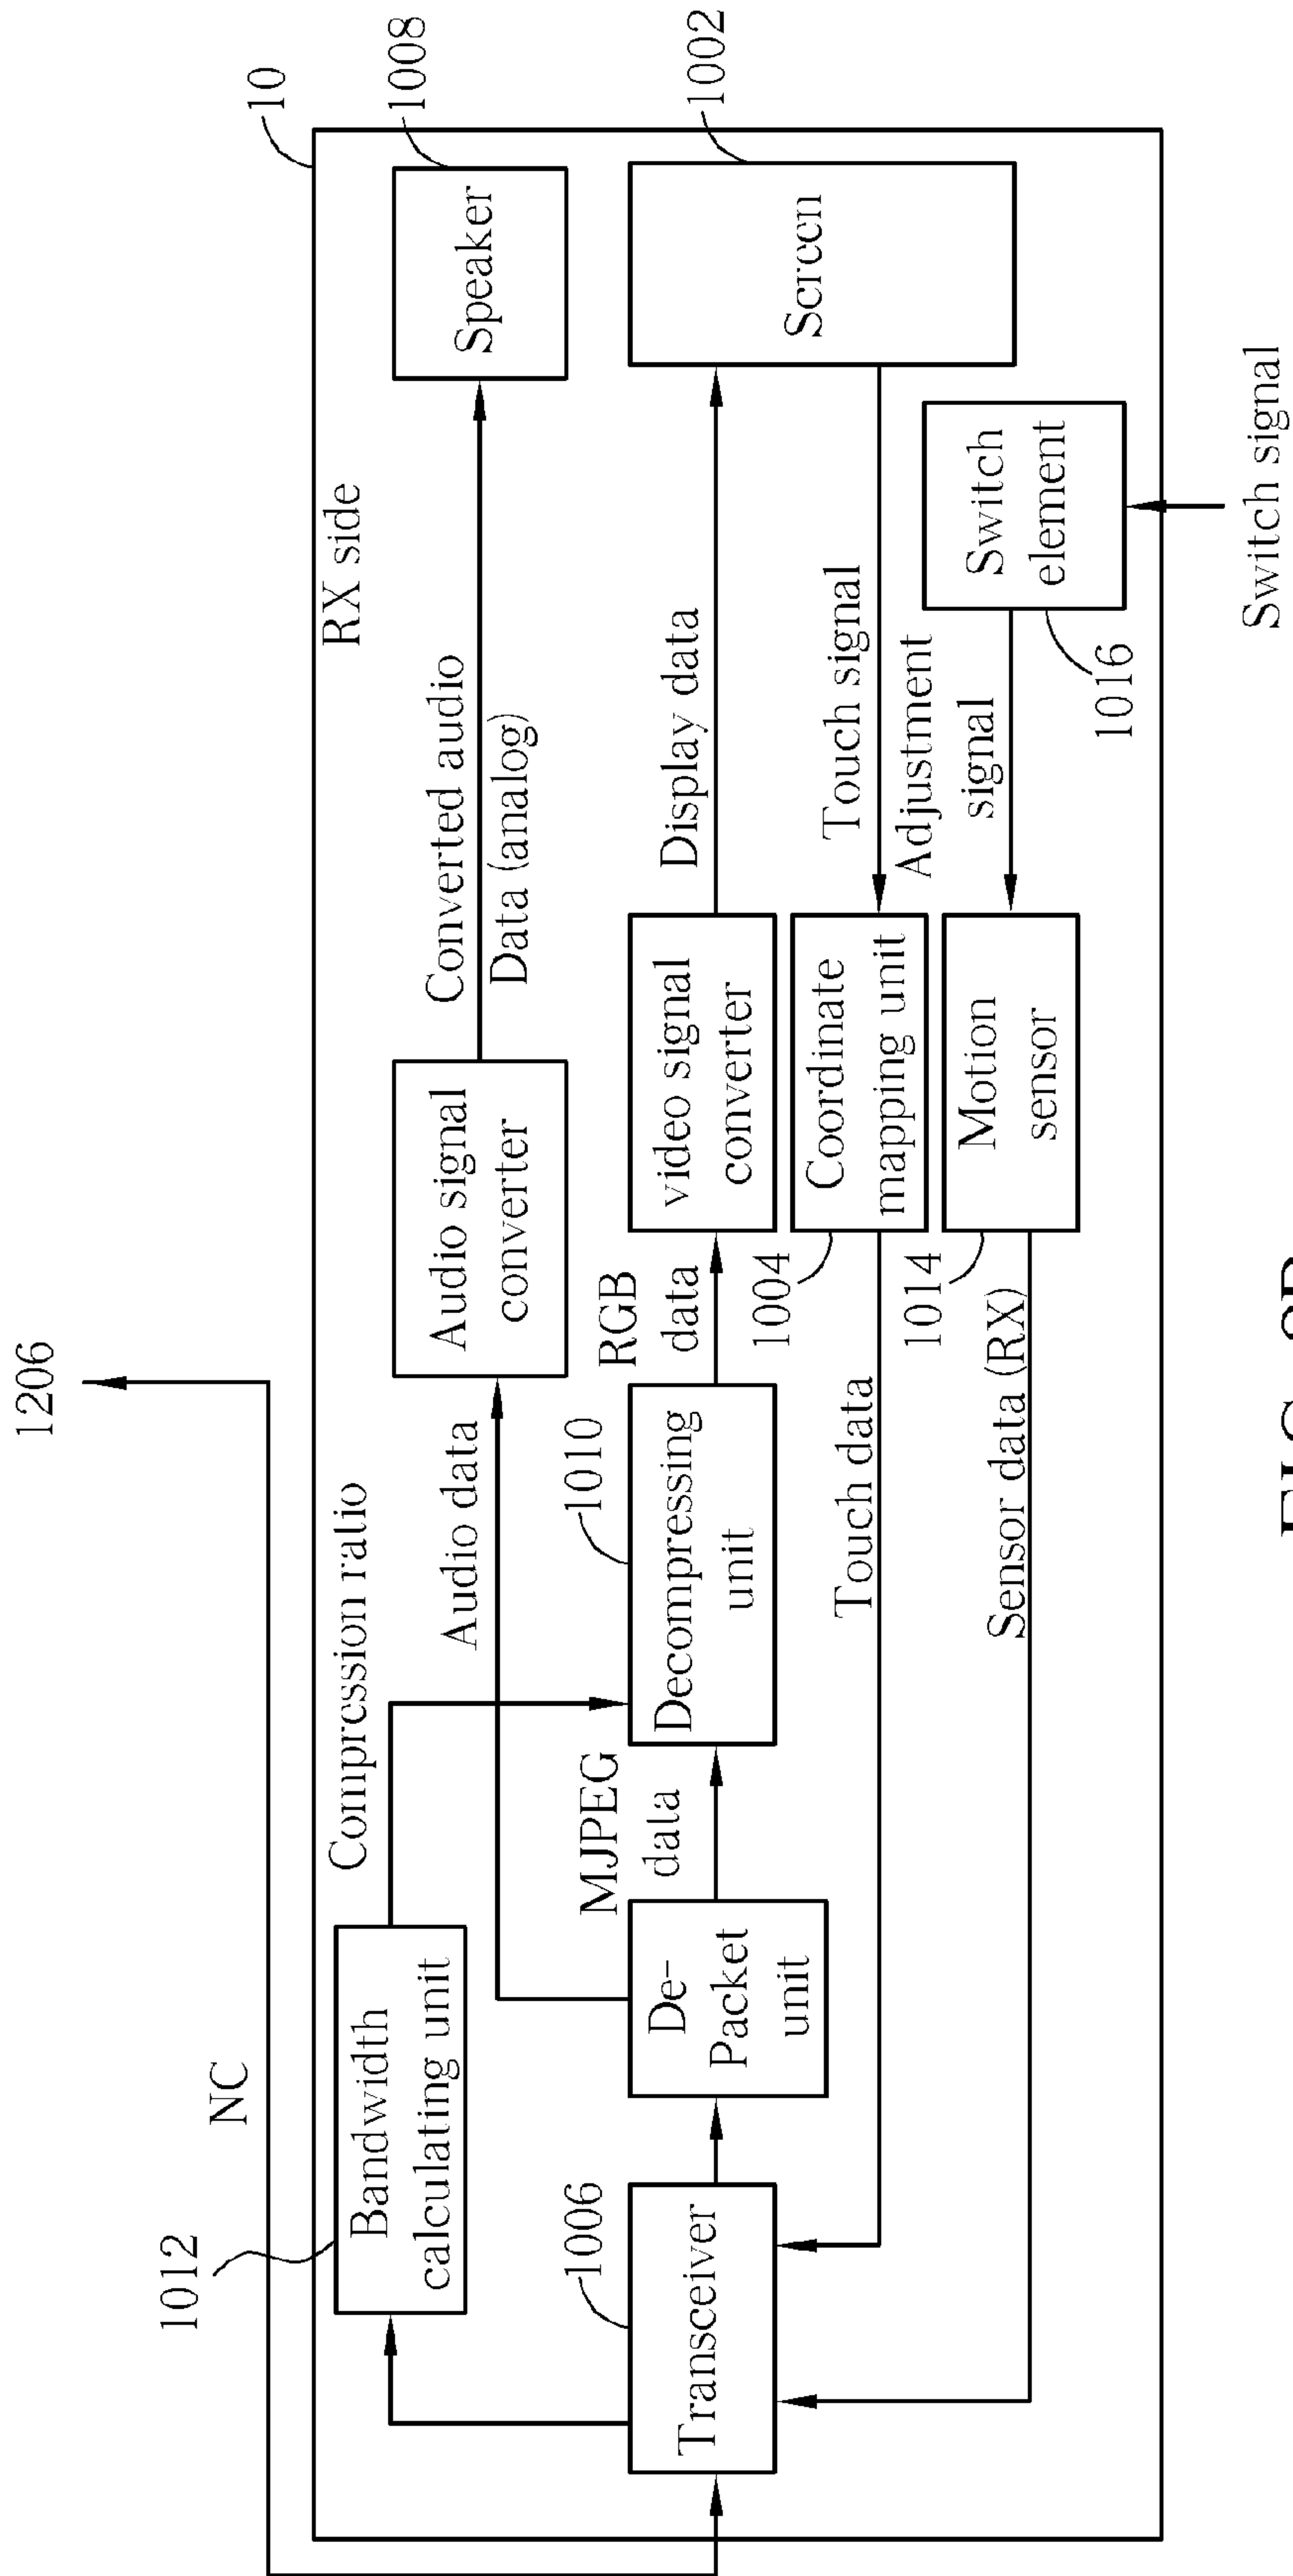 1206
NC
10
RX side
1012
Bandwidth
calculating unit
Compression ratio
Audio data
Audio signal
converter
Converted audio
Data (analog)
Speaker
1008
1006
Transceiver
De-
Packet
unit
MJPEG
data
1010
Decompressing
unit
RGB
data
video signal
converter
Display data
Screen
1002
Touch data
1004
Coordinate
mapping unit
Touch signal
Sensor data (RX)
1014
Motion
sensor
Adjustment
signal
Switch
element
1016
Switch signal